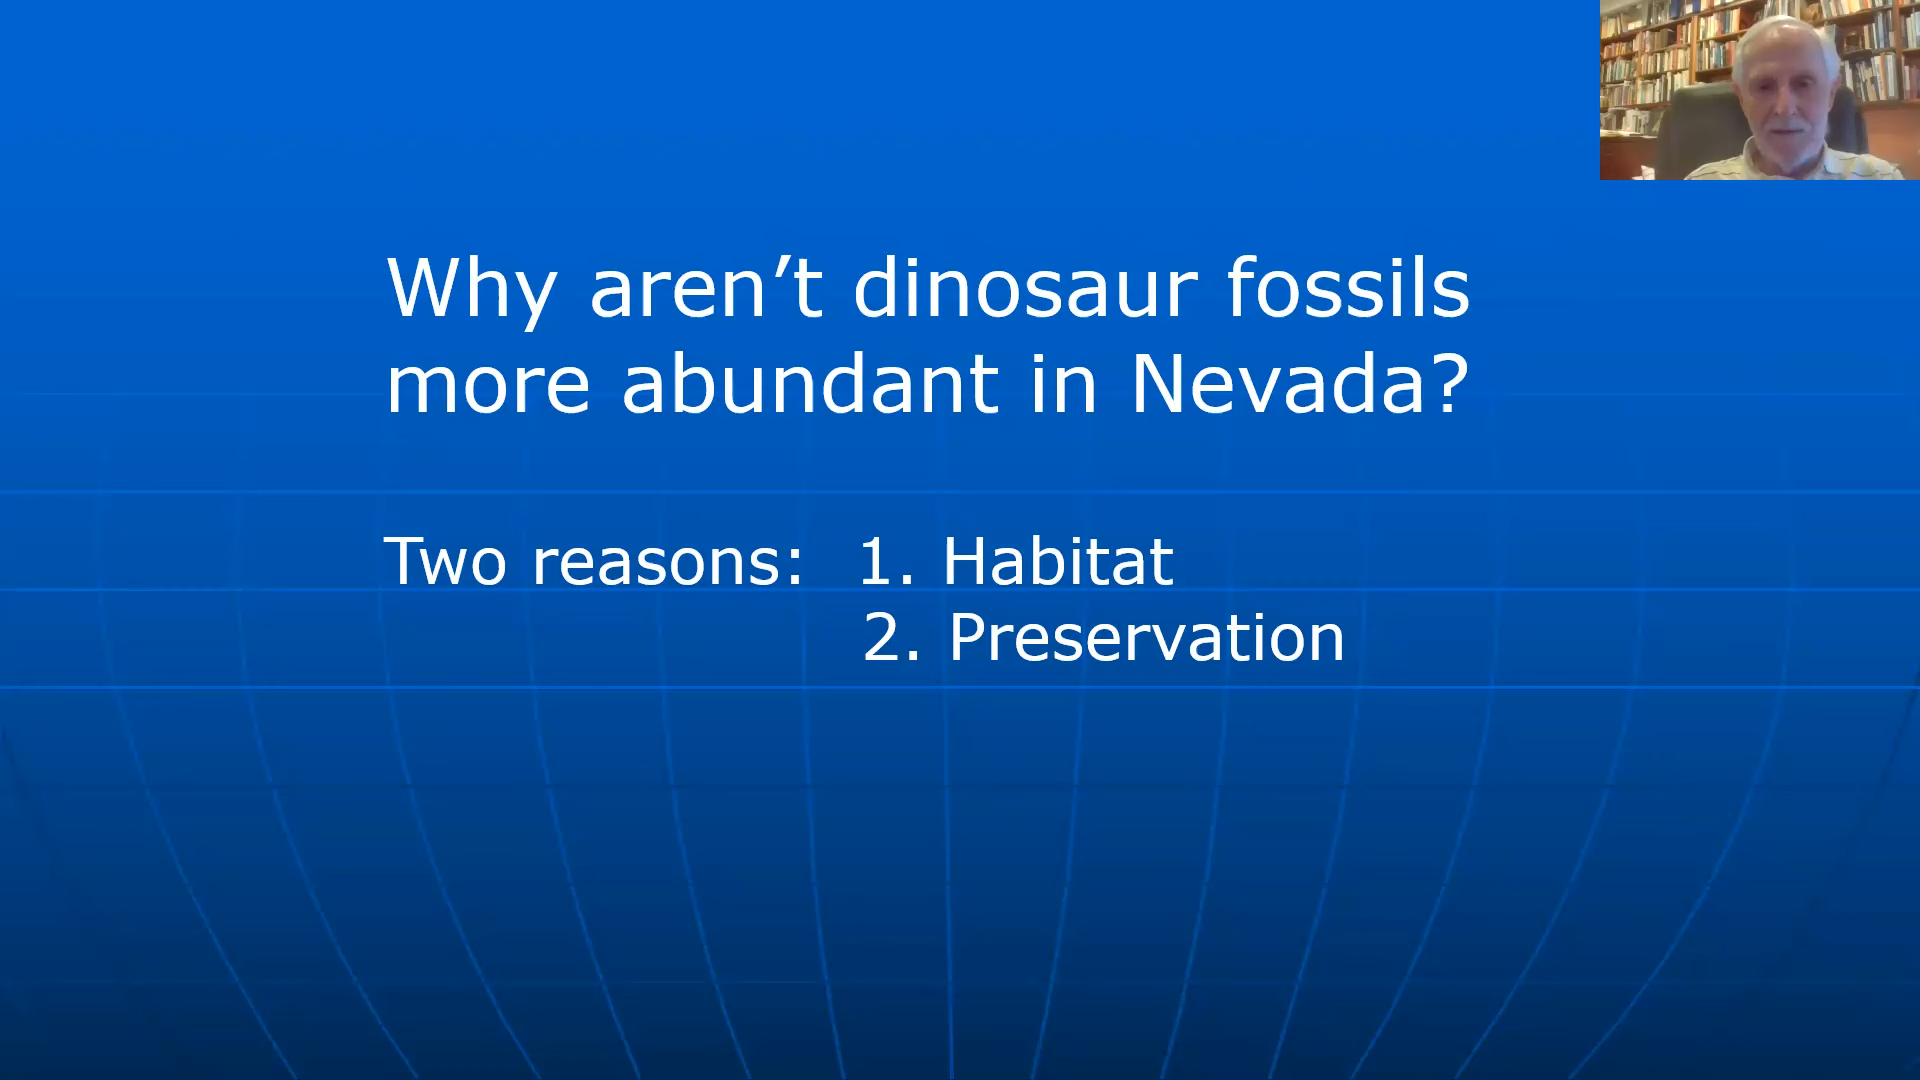 Why aren’t dinosaur fossils
more abundant in Nevada?
Two reasons: 1. Habitat
2. Preservation